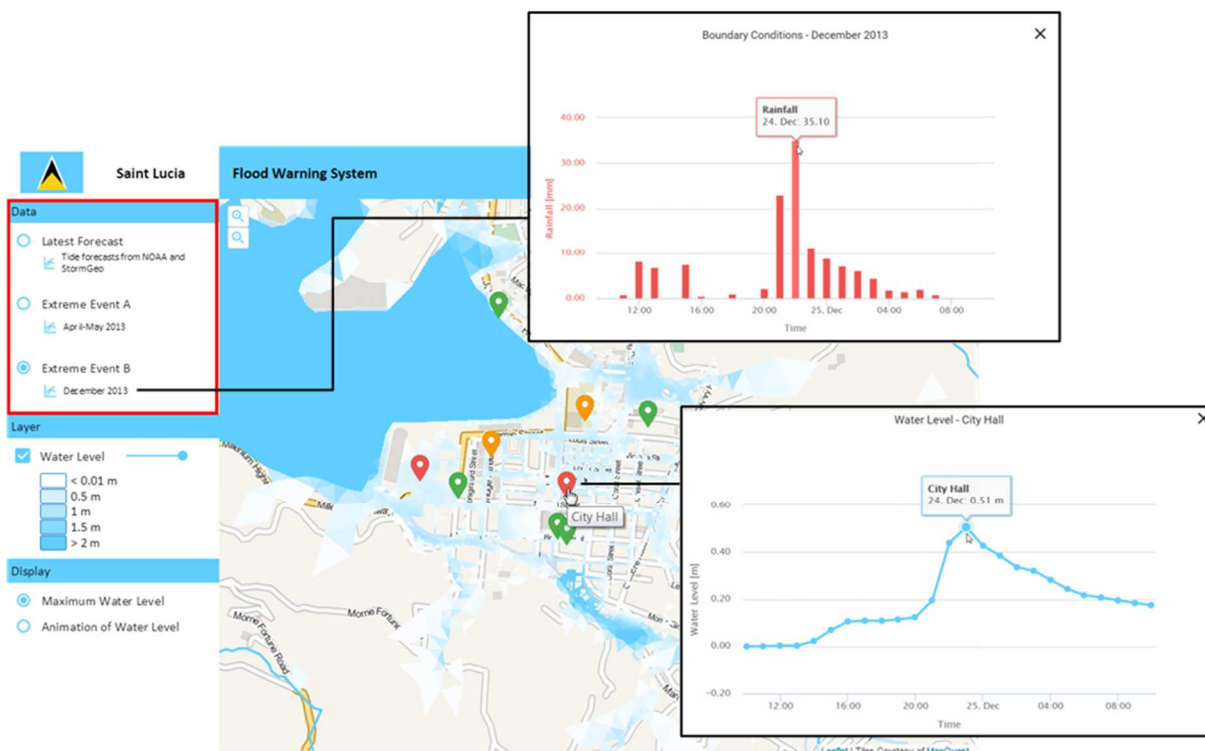 Boundary Conditions - December 2013
Rainfall
24. Dec: 35.10
40.00
30.00
20.00
10.00
0.00
Rainfall [mm]
12:00
16:00
20:00
25. Dec
04:00
08:00
Time
Saint Lucia
Flood Warning System
Data
Latest Forecast
Tide forecasts from NOAA and
StormGeo
Extreme Event A
April-May 2013
Extreme Event B
December 2013
Layer
Water Level
< 0.01 m
0.5 m
1 m
1.5 m
> 2 m
Display
Maximum Water Level
Animation of Water Level
City Hall
Morne Fortune
Morne Fortune
Road
Water Level - City Hall
City Hall
24. Dec: 0.51 m
0.60
0.40
0.20
0.00
-0.20
Water Level [m]
12:00
16:00
20:00
25. Dec
04:00
08:00
Time
Leaflet | Tiles Courtesy of MapQuest